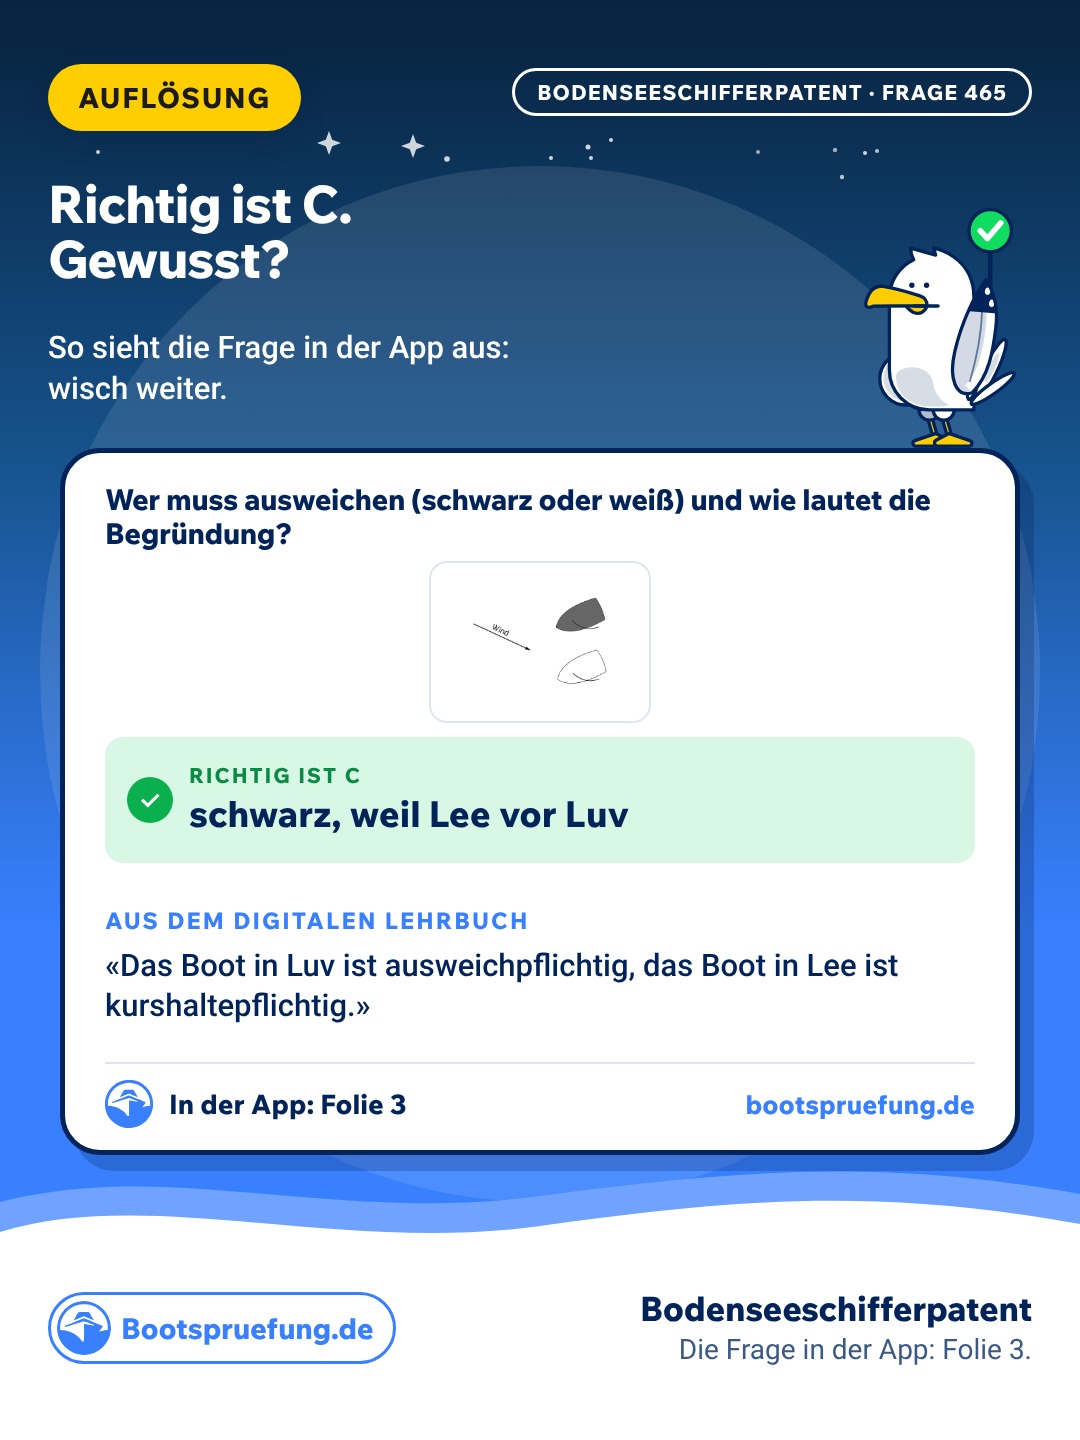 AUFLÖSUNG
BODENSEESCHIFFERPATENT · FRAGE 465
Richtig ist C.
Gewusst?
So sieht die Frage in der App aus:
wisch weiter.
Wer muss ausweichen (schwarz oder weiß) und wie lautet die
Begründung?
Wind
RICHTIG IST C
schwarz, weil Lee vor Luv
AUS DEM DIGITALEN LEHRBUCH
«Das Boot in Luv ist ausweichpflichtig, das Boot in Lee ist
kurshaltepflichtig.»
In der App: Folie 3
bootspruefung.de
Bootspruefung.de
Bodenseeschifferpatent
Die Frage in der App: Folie 3.